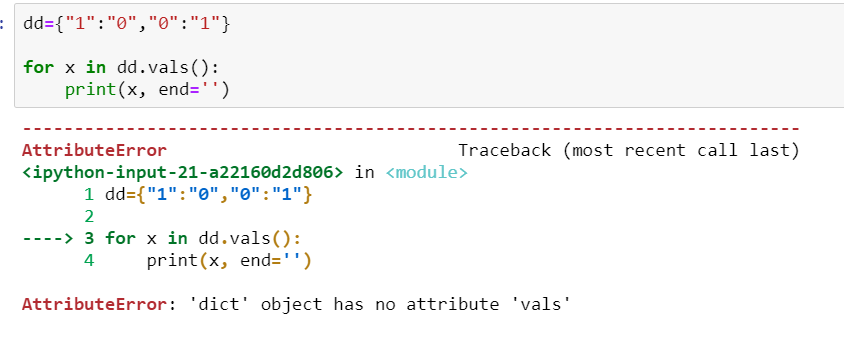 : dd={"1":"0","0":"1"}
for x in dd.vals():
    print(x, end='')
---------------------------------------------------------------------------
AttributeError                            Traceback (most recent call last)
<ipython-input-21-a22160d2d806> in <module>
      1 dd={"1":"0","0":"1"}
      2
----> 3 for x in dd.vals():
      4     print(x, end='')
AttributeError: 'dict' object has no attribute 'vals'